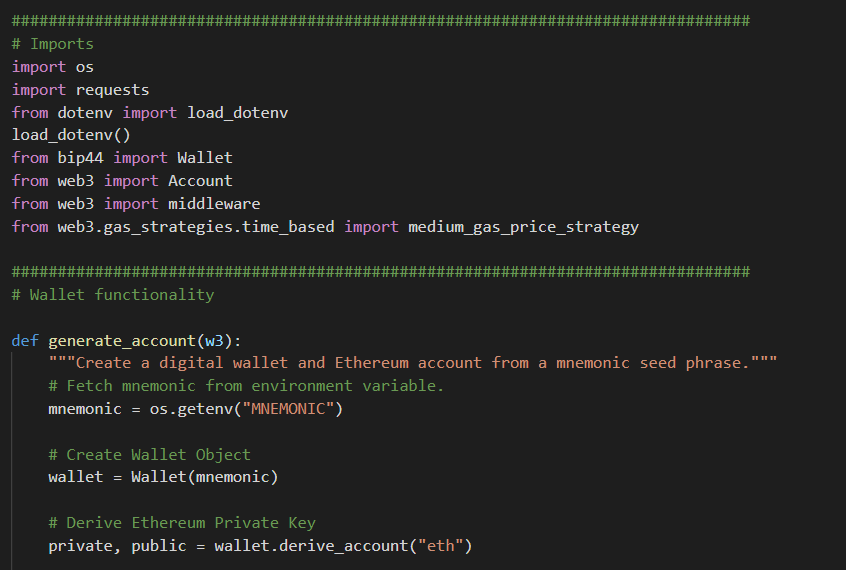 ################################################################################
# Imports
import os
import requests
from dotenv import load_dotenv
load_dotenv()
from bip44 import Wallet
from web3 import Account
from web3 import middleware
from web3.gas_strategies.time_based import medium_gas_price_strategy
################################################################################
# Wallet functionality
def generate_account(w3):
    """Create a digital wallet and Ethereum account from a mnemonic seed phrase."""
    # Fetch mnemonic from environment variable.
    mnemonic = os.getenv("MNEMONIC")
    # Create Wallet Object
    wallet = Wallet(mnemonic)
    # Derive Ethereum Private Key
    private, public = wallet.derive_account("eth")